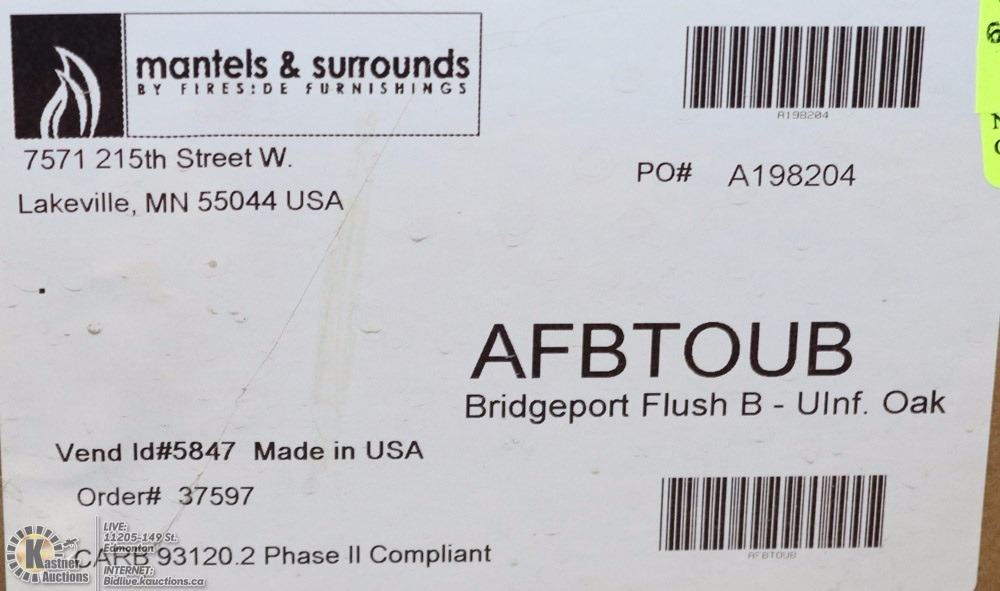 mantels & surrounds
BY FIRESIDE FURNISHINGS
7571 215th Street W.
Lakeville, MN 55044 USA
A198204
PO# A198204
AFBTOUB
Bridgeport Flush B - UInf. Oak
Vend Id#5847 Made in USA
Order# 37597
AFBTOUB
CARB 93120.2 Phase II Compliant
Kastner
Auctions
LIVE:
11205-149 St.
Edmonton
INTERNET:
Bidlive.kauctions.ca